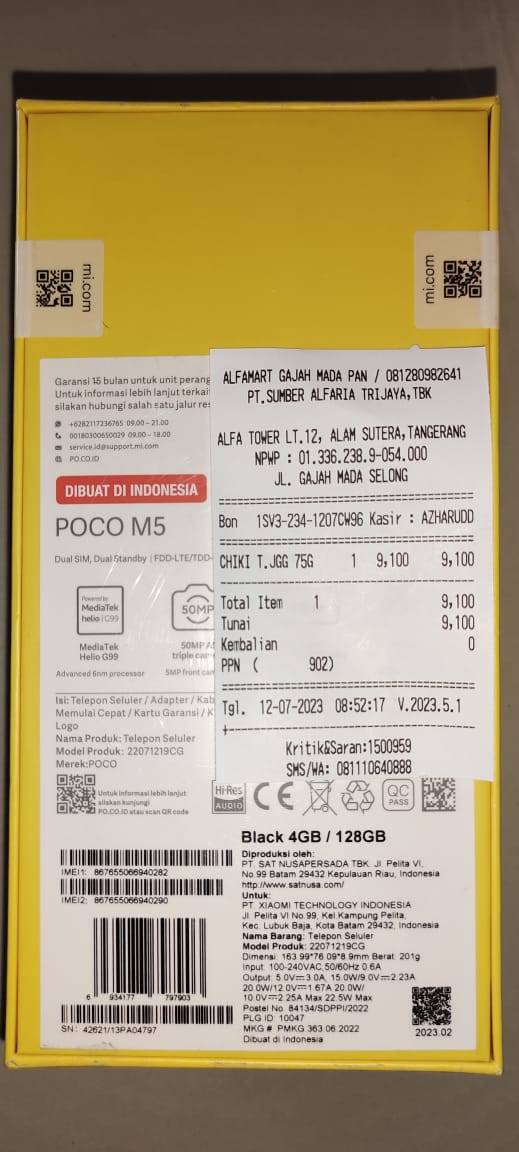 mi.com
mi.com
Garansi 15 bulan untuk unit perang
Untuk informasi lebih lanjut terkai
silakan hubungi salah satu jalur res
+6282117236765 09.00 - 21.00
00180300650029 09.00 - 18.00
service.id@support.mi.com
PO.CO.ID
DIBUAT DI INDONESIA
POCO M5
Dual SIM, Dual Standby | FDD-LTE/TDD-
Powered by
MediaTek
helio | G99
50MP
MediaTek
Helio G99
50MP A
triple cam
Advanced 6nm processor
5MP front cam
Isi: Telepon Seluler / Adapter / Kab
Memulai Cepat / Kartu Garansi / K
Logo
Nama Produk: Telepon Seluler
Model Produk: 22071219CG
Merek:POCO
Untuk informasi lebih lanjut
silakan kunjungi
PO.CO.ID atau scan QR code
ALFAMART GAJAH MADA PAN / 081280982641
PT.SUMBER ALFARIA TRIJAYA,TBK
ALFA TOWER LT.12, ALAM SUTERA,TANGERANG
NPWP : 01.336.238.9-054.000
JL. GAJAH MADA SELONG
Bon 1SV3-234-1207CW96 Kasir : AZHARUDD
CHIKI T.JGG 75G 1 9,100 9,100
Total Item 1 9,100
Tunai 9,100
Kembalian 0
PPN ( 902)
Tgl. 12-07-2023 08:52:17 V.2023.5.1
Kritik&Saran:1500959
SMS/WA: 081110640888
Hi-Res
AUDIO
CE
QC
PASS
Black 4GB / 128GB
IMEI1: 867655066940282
IMEI2: 867655066940290
6 934177 797903
SN: 42621/13PA04797
Diproduksi oleh:
PT. SAT NUSAPERSADA TBK. Jl. Pelita VI,
No.99 Batam 29432 Kepulauan Riau, Indonesia
http://www.satnusa.com/
Untuk:
PT. XIAOMI TECHNOLOGY INDONESIA
Jl. Pelita VI No.99, Kel.Kampung Pelita,
Kec. Lubuk Baja, Kota Batam 29432, Indonesia
Nama Barang: Telepon Seluler
Model Produk: 22071219CG
Dimensi: 163.99*76.09*8.9mm Berat: 201g
Input: 100-240VAC,50/60Hz 0.6A
Output: 5.0V⎓3.0A, 15.0W/9.0V⎓2.23A
20.0W/12.0V⎓1.67A 20.0W/
10.0V⎓2.25A Max 22.5W Max
Postel No. 84134/SDPPI/2022
PLG ID: 10047
MKG # PMKG.363.06.2022
Dibuat di Indonesia
2023.02